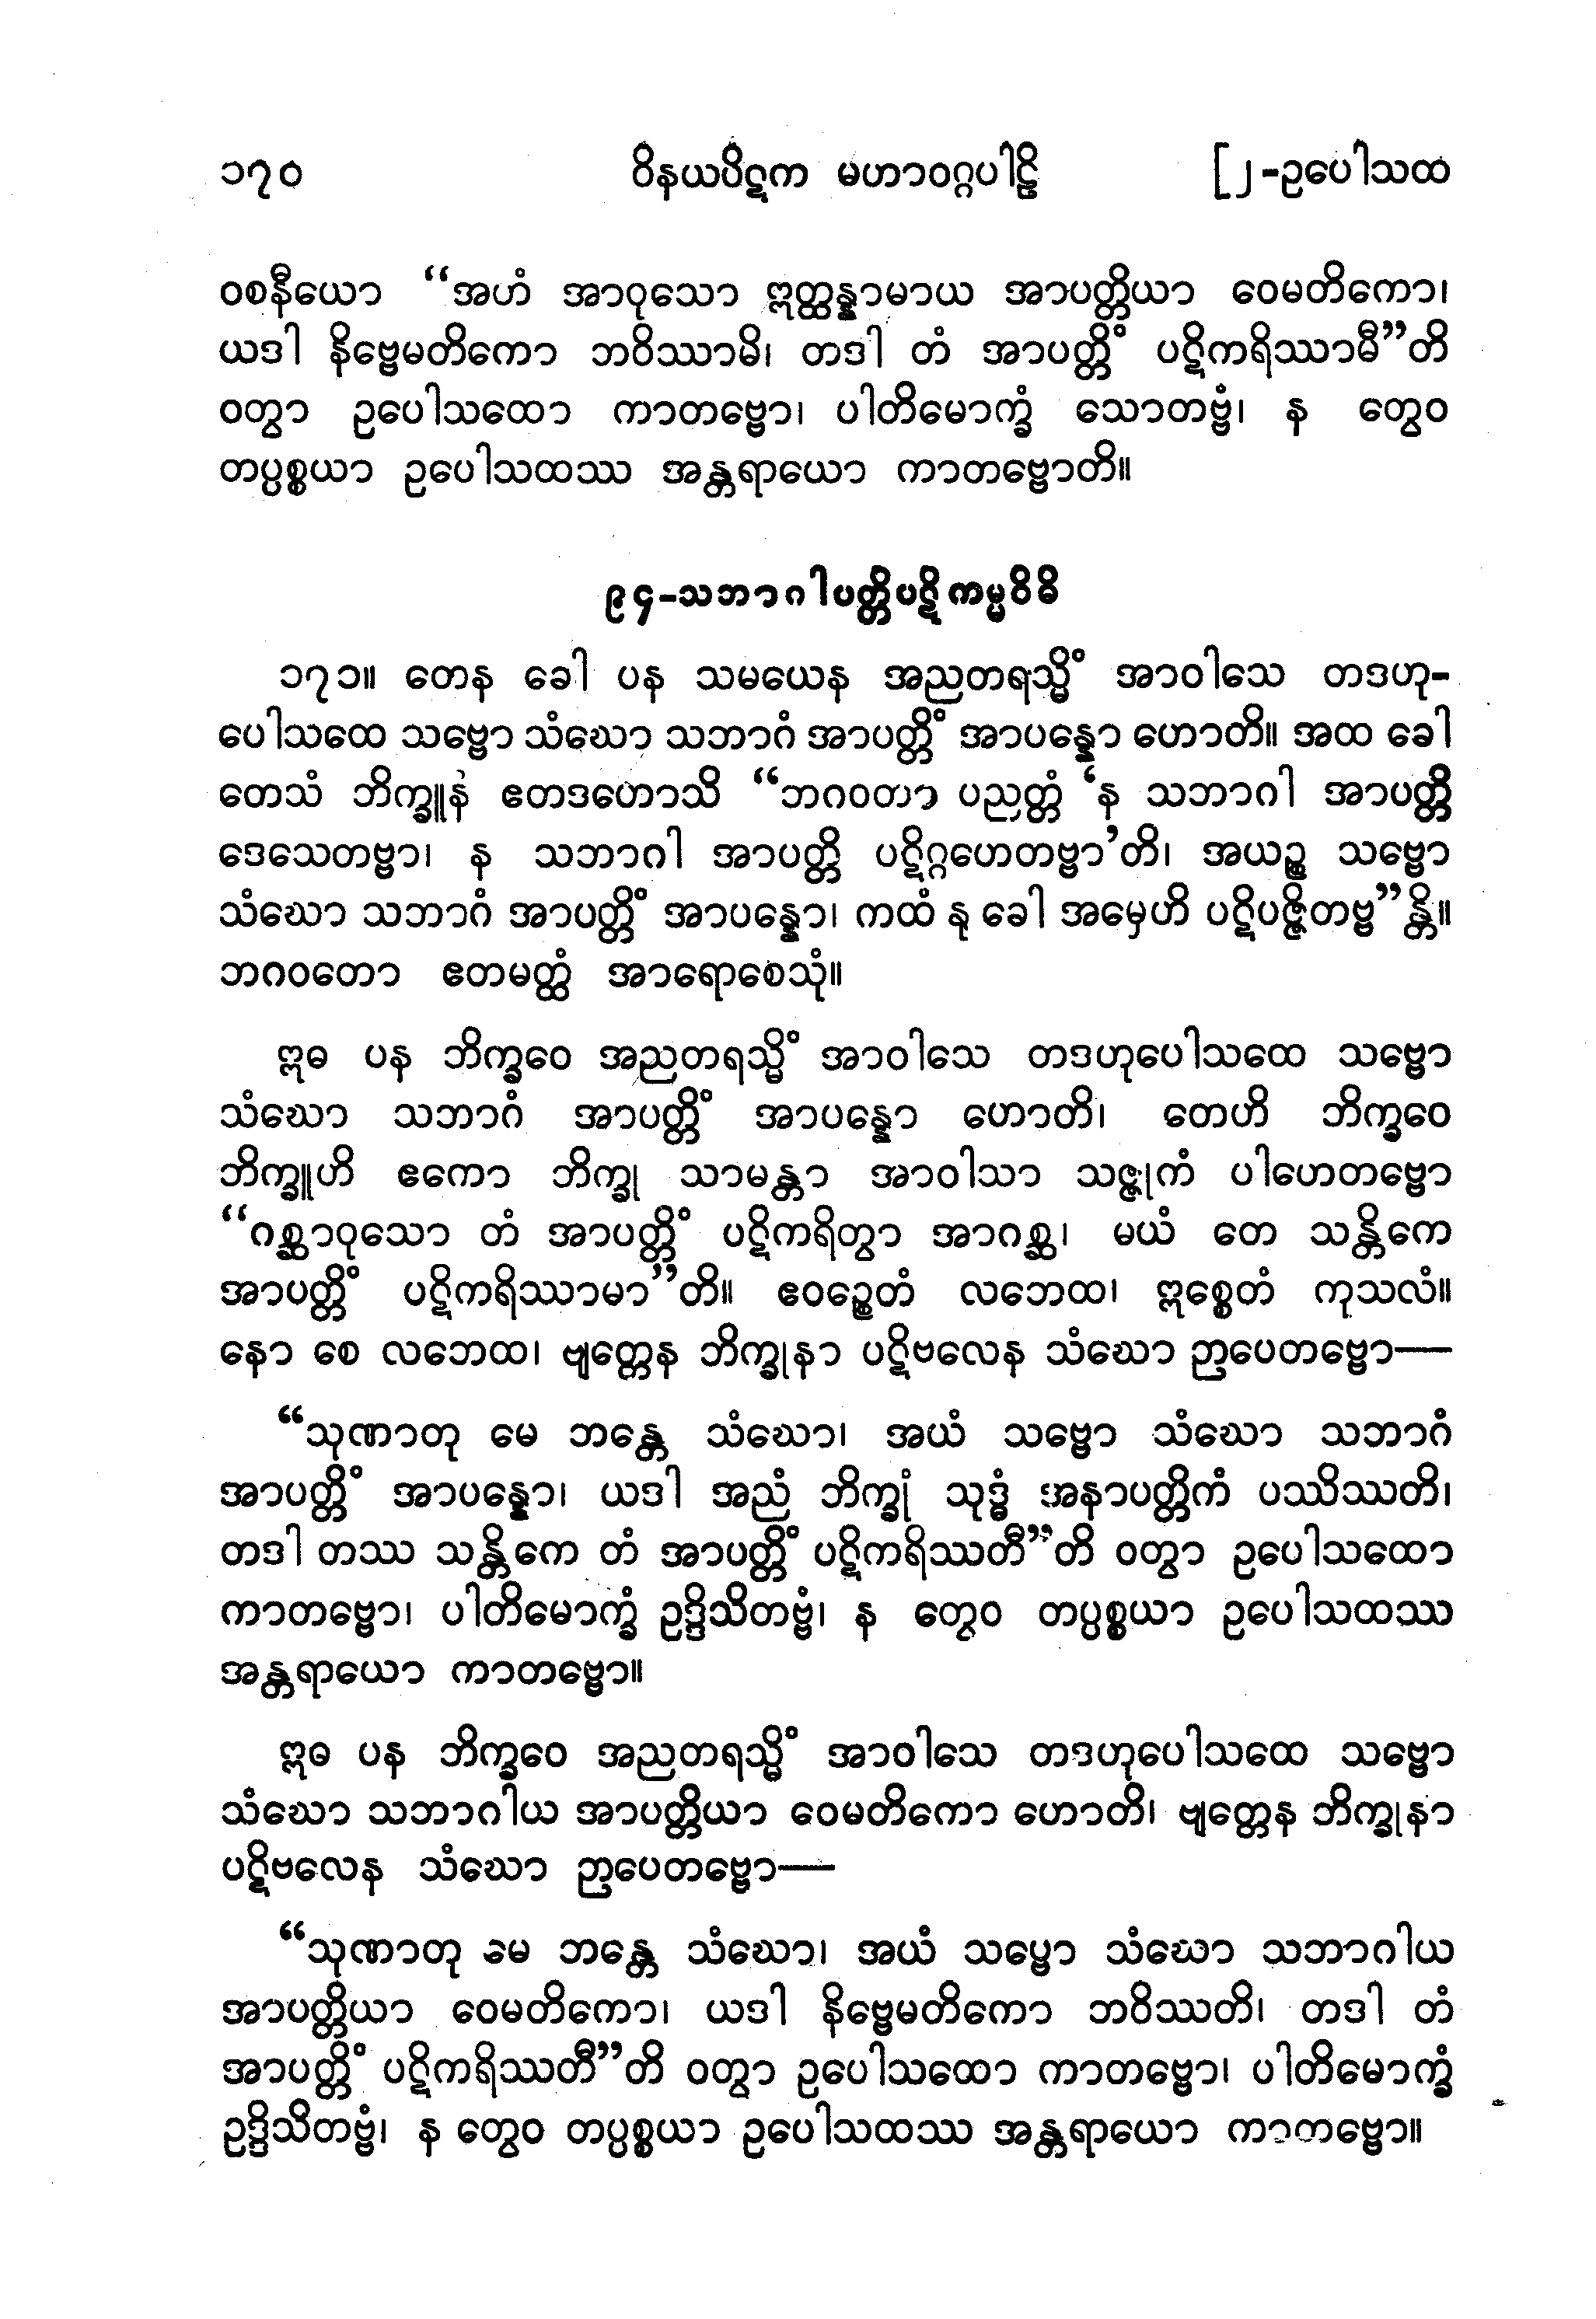 ၁၇၀ ဝိနယပိဋက မဟာဝဂ္ဂပါဠိ [၂-ဥပေါသထ
ဝစနီယော “အဟံ အာဝုသော ဣတ္ထန္နာမာယ အာပတ္တိယာ ဝေမတိကော၊
ယဒါ နိဗ္ဗေမတိကော ဘဝိဿာမိ၊ တဒါ တံ အာပတ္တိံ ပဋိကရိဿာမီ”တိ
ဝတွာ ဥပေါသထော ကာတဗ္ဗော၊ ပါတိမောက္ခံ သောတဗ္ဗံ၊ န တွေဝ
တပ္ပစ္စယာ ဥပေါသထဿ အန္တရာယော ကာတဗ္ဗောတိ။
၉၄-သဘာဂါပတ္တိပဋိကမ္မဝိဓိ
၁၇၁။ တေန ခေါ ပန သမယေန အညတရသ္မိံ အာဝါသေ တဒဟု-
ပေါသထေ သဗ္ဗော သံဃော သဘာဂံ အာပတ္တိံ အာပန္နော ဟောတိ။ အထ ခေါ
တေသံ ဘိက္ခူနံ ဧတဒဟောသိ “ဘဂဝတာ ပညတ္တံ ‘န သဘာဂါ အာပတ္တိ
ဒေသေတဗ္ဗာ၊ န သဘာဂါ အာပတ္တိ ပဋိဂ္ဂဟေတဗ္ဗာ’တိ၊ အယဉ္စ သဗ္ဗော
သံဃော သဘာဂံ အာပတ္တိံ အာပန္နော၊ ကထံ နု ခေါ အမှေဟိ ပဋိပဇ္ဇိတဗ္ဗ”န္တိ။
ဘဂဝတော ဧတမတ္ထံ အာရောစေသုံ။
ဣဓ ပန ဘိက္ခဝေ အညတရသ္မိံ အာဝါသေ တဒဟုပေါသထေ သဗ္ဗော
သံဃော သဘာဂံ အာပတ္တိံ အာပန္နော ဟောတိ၊ တေဟိ ဘိက္ခဝေ
ဘိက္ခူဟိ ဧကော ဘိက္ခု သာမန္တာ အာဝါသာ သဇ္ဇုကံ ပါဟေတဗ္ဗော
“ဂစ္ဆာဝုသော တံ အာပတ္တိံ ပဋိကရိတွာ အာဂစ္ဆ၊ မယံ တေ သန္တိကေ
အာပတ္တိံ ပဋိကရိဿာမာ”တိ။ ဧဝဉ္စေတံ လဘေထ၊ ဣစ္စေတံ ကုသလံ။
နော စေ လဘေထ၊ ဗျတ္တေန ဘိက္ခုနာ ပဋိဗလေန သံဃော ဉာပေတဗ္ဗော—
“သုဏာတု မေ ဘန္တေ သံဃော၊ အယံ သဗ္ဗော သံဃော သဘာဂံ
အာပတ္တိံ အာပန္နော၊ ယဒါ အညံ ဘိက္ခုံ သုဒ္ဓံ အနာပတ္တိကံ ပဿိဿတိ၊
တဒါ တဿ သန္တိကေ တံ အာပတ္တိံ ပဋိကရိဿတီ”တိ ဝတွာ ဥပေါသထော
ကာတဗ္ဗော၊ ပါတိမောက္ခံ ဥဒ္ဒိသိတဗ္ဗံ၊ န တွေဝ တပ္ပစ္စယာ ဥပေါသထဿ
အန္တရာယော ကာတဗ္ဗော။
ဣဓ ပန ဘိက္ခဝေ အညတရသ္မိံ အာဝါသေ တဒဟုပေါသထေ သဗ္ဗော
သံဃော သဘာဂါယ အာပတ္တိယာ ဝေမတိကော ဟောတိ၊ ဗျတ္တေန ဘိက္ခုနာ
ပဋိဗလေန သံဃော ဉာပေတဗ္ဗော—
“သုဏာတု မေ ဘန္တေ သံဃော၊ အယံ သဗ္ဗော သံဃော သဘာဂါယ
အာပတ္တိယာ ဝေမတိကော၊ ယဒါ နိဗ္ဗေမတိကော ဘဝိဿတိ၊ တဒါ တံ
အာပတ္တိံ ပဋိကရိဿတီ”တိ ဝတွာ ဥပေါသထော ကာတဗ္ဗော၊ ပါတိမောက္ခံ
ဥဒ္ဒိသိတဗ္ဗံ၊ န တွေဝ တပ္ပစ္စယာ ဥပေါသထဿ အန္တရာယော ကာတဗ္ဗော။